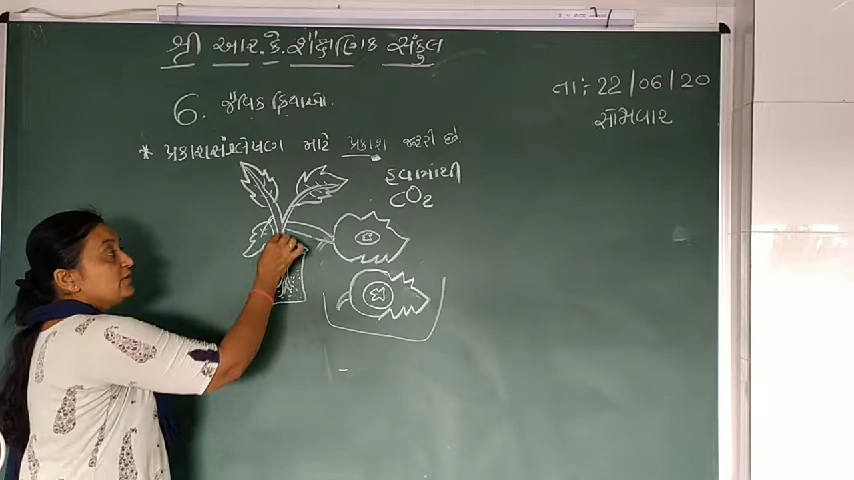 શ્રી આર.કે.શૈક્ષણિક સંકુલ
તા: 22/06/20
સોમવાર
6. જૈવિક ક્રિયાઓ
* પ્રકાશસંશ્લેષણ માટે પ્રકાશ જરૂરી છે.
હવામાંથી
CO2